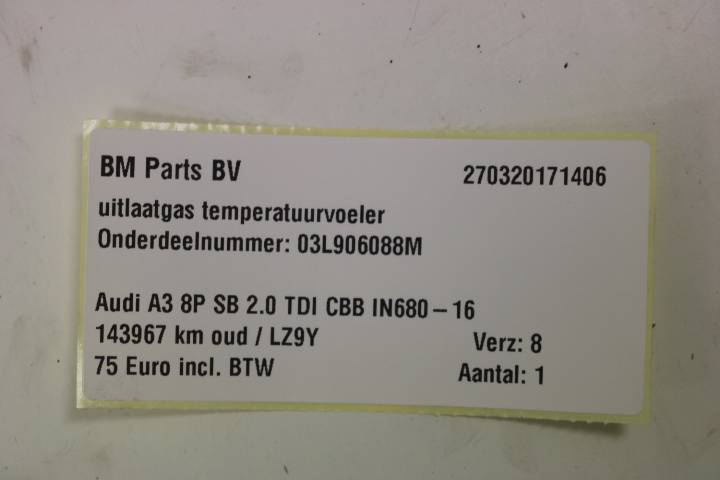 BM Parts BV 270320171406
uitlaatgas temperatuurvoeler
Onderdeelnummer: 03L906088M
Audi A3 8P SB 2.0 TDI CBB IN680 – 16
143967 km oud / LZ9Y Verz: 8
75 Euro incl. BTW Aantal: 1